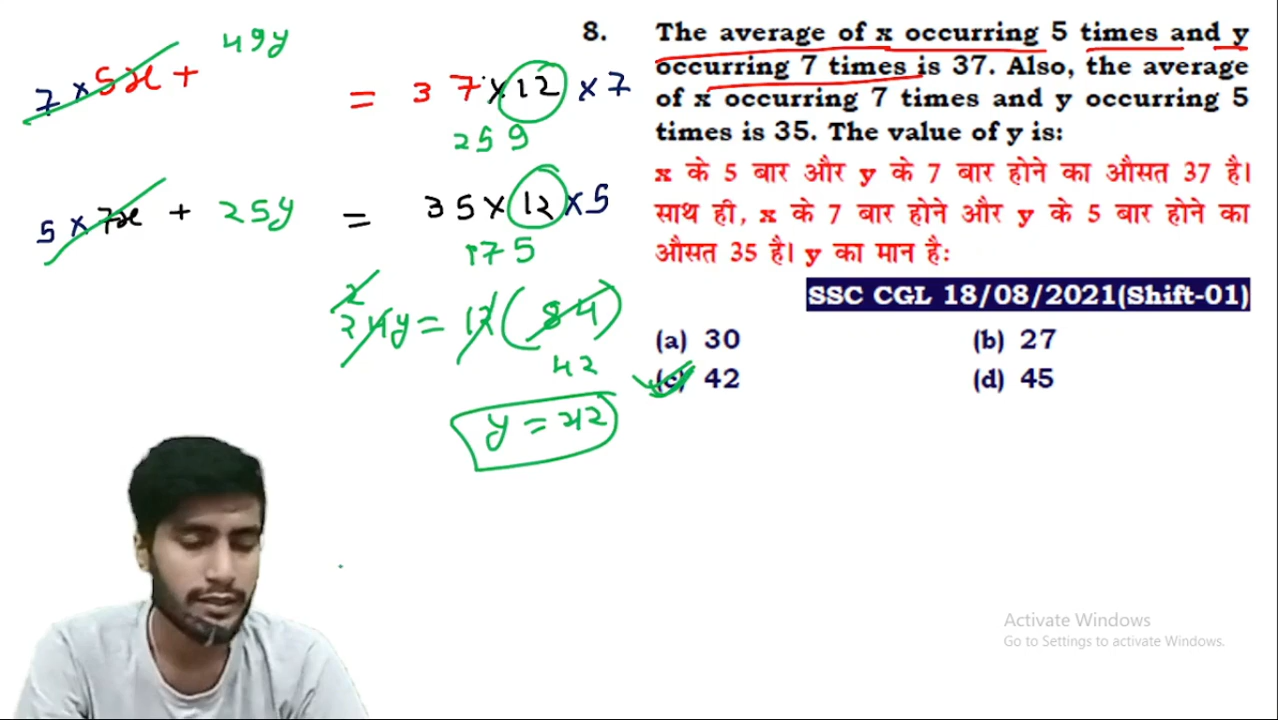 8. The average of x occurring 5 times and y
occurring 7 times is 37. Also, the average
of x occurring 7 times and y occurring 5
times is 35. The value of y is:
x के 5 बार और y के 7 बार होने का औसत 37 है।
साथ ही, x के 7 बार होने और y के 5 बार होने का
औसत 35 है। y का मान है:
SSC CGL 18/08/2021(Shift-01)
(a) 30 (b) 27
(c) 42 (d) 45
7 × 5x + 49y = 37 × 12 × 7
259
5 × 7x + 25y = 35 × 12 × 5
175
2
24y = 12 ( 84 )
42
y = 42
Activate Windows
Go to Settings to activate Windows.